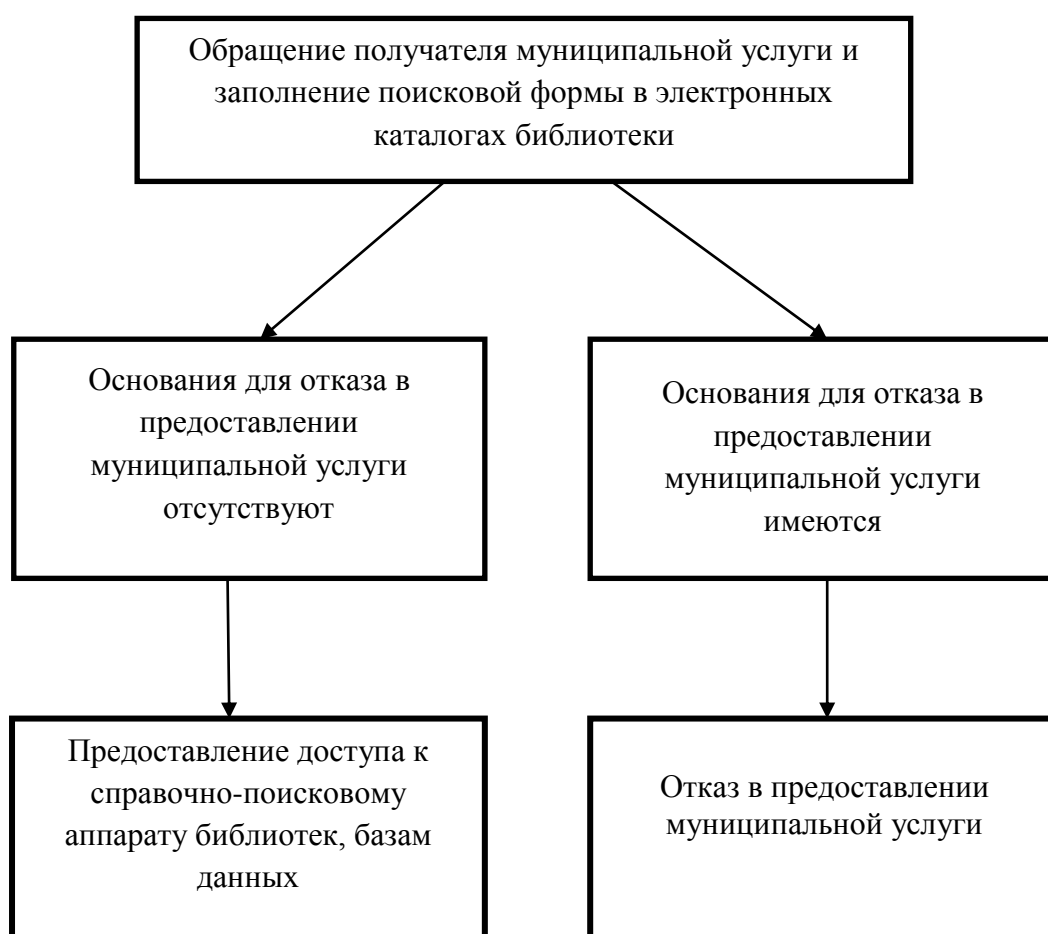 Обращение получателя муниципальной услуги и
заполнение поисковой формы в электронных
каталогах библиотеки
Основания для отказа в
предоставлении
муниципальной услуги
отсутствуют
Основания для отказа в
предоставлении
муниципальной услуги
имеются
Предоставление доступа к
справочно-поисковому
аппарату библиотек, базам
данных
Отказ в предоставлении
муниципальной услуги